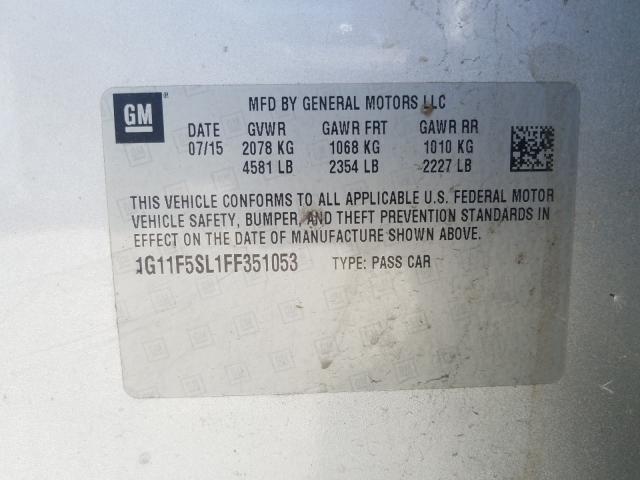 GM ® MFD BY GENERAL MOTORS LLC
DATE GVWR GAWR FRT GAWR RR
07/15 2078 KG 1068 KG 1010 KG
4581 LB 2354 LB 2227 LB
THIS VEHICLE CONFORMS TO ALL APPLICABLE U.S. FEDERAL MOTOR
VEHICLE SAFETY, BUMPER, AND THEFT PREVENTION STANDARDS IN
EFFECT ON THE DATE OF MANUFACTURE SHOWN ABOVE.
1G11F5SL1FF351053 TYPE: PASS CAR